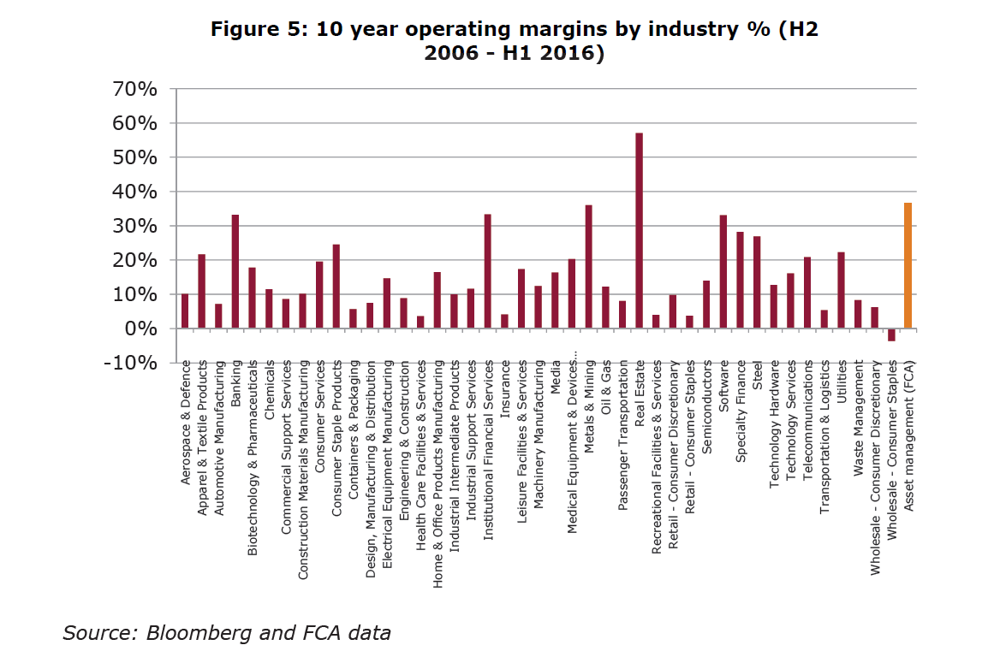 Figure 5: 10 year operating margins by industry % (H2
2006 - H1 2016)
70%
60%
50%
40%
30%
20%
10%
0%
-10%
Aerospace & Defence
Apparel & Textile Products
Automotive Manufacturing
Banking
Biotechnology & Pharmaceuticals
Chemicals
Commercial Support Services
Construction Materials Manufacturing
Consumer Services
Consumer Staple Products
Containers & Packaging
Design, Manufacturing & Distribution
Electrical Equipment Manufacturing
Engineering & Construction
Health Care Facilities & Services
Home & Office Products Manufacturing
Industrial Intermediate Products
Industrial Support Services
Institutional Financial Services
Insurance
Leisure Facilities & Services
Machinery Manufacturing
Media
Medical Equipment & Devices...
Metals & Mining
Oil & Gas
Passenger Transportation
Real Estate
Recreational Facilities & Services
Retail - Consumer Discretionary
Retail - Consumer Staples
Semiconductors
Software
Specialty Finance
Steel
Technology Hardware
Technology Services
Telecommunications
Transportation & Logistics
Utilities
Waste Management
Wholesale - Consumer Discretionary
Wholesale - Consumer Staples
Asset management (FCA)
Source: Bloomberg and FCA data